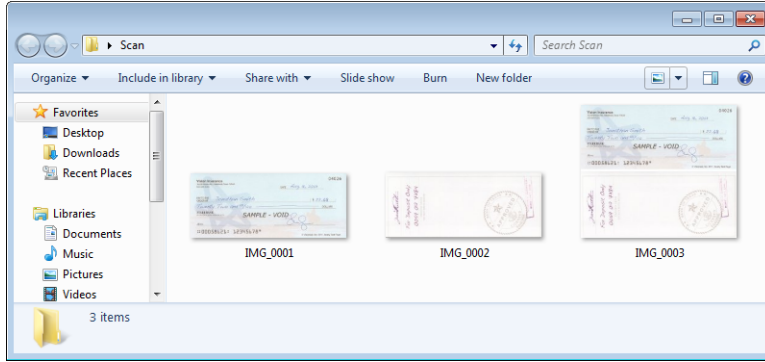 Scan
Search Scan
Organize
Include in library
Share with
Slide show
Burn
New folder
Favorites
Desktop
Downloads
Recent Places
Libraries
Documents
Music
Pictures
Videos
SAMPLE - VOID
IMG_0001
IMG_0002
SAMPLE - VOID
IMG_0003
3 items